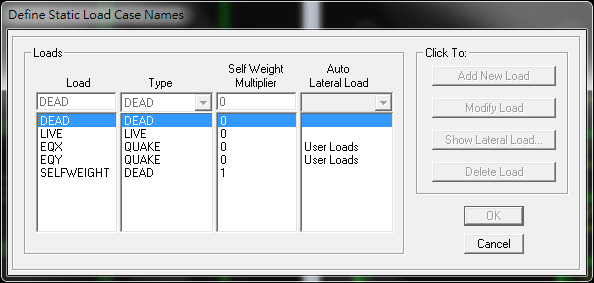 Define Static Load Case Names
Loads
Click To:
Load Type Self Weight Multiplier Auto Lateral Load
DEAD DEAD 0
DEAD DEAD 0
LIVE LIVE 0
EQX QUAKE 0 User Loads
EQY QUAKE 0 User Loads
SELFWEIGHT DEAD 1
Add New Load
Modify Load
Show Lateral Load...
Delete Load
OK
Cancel